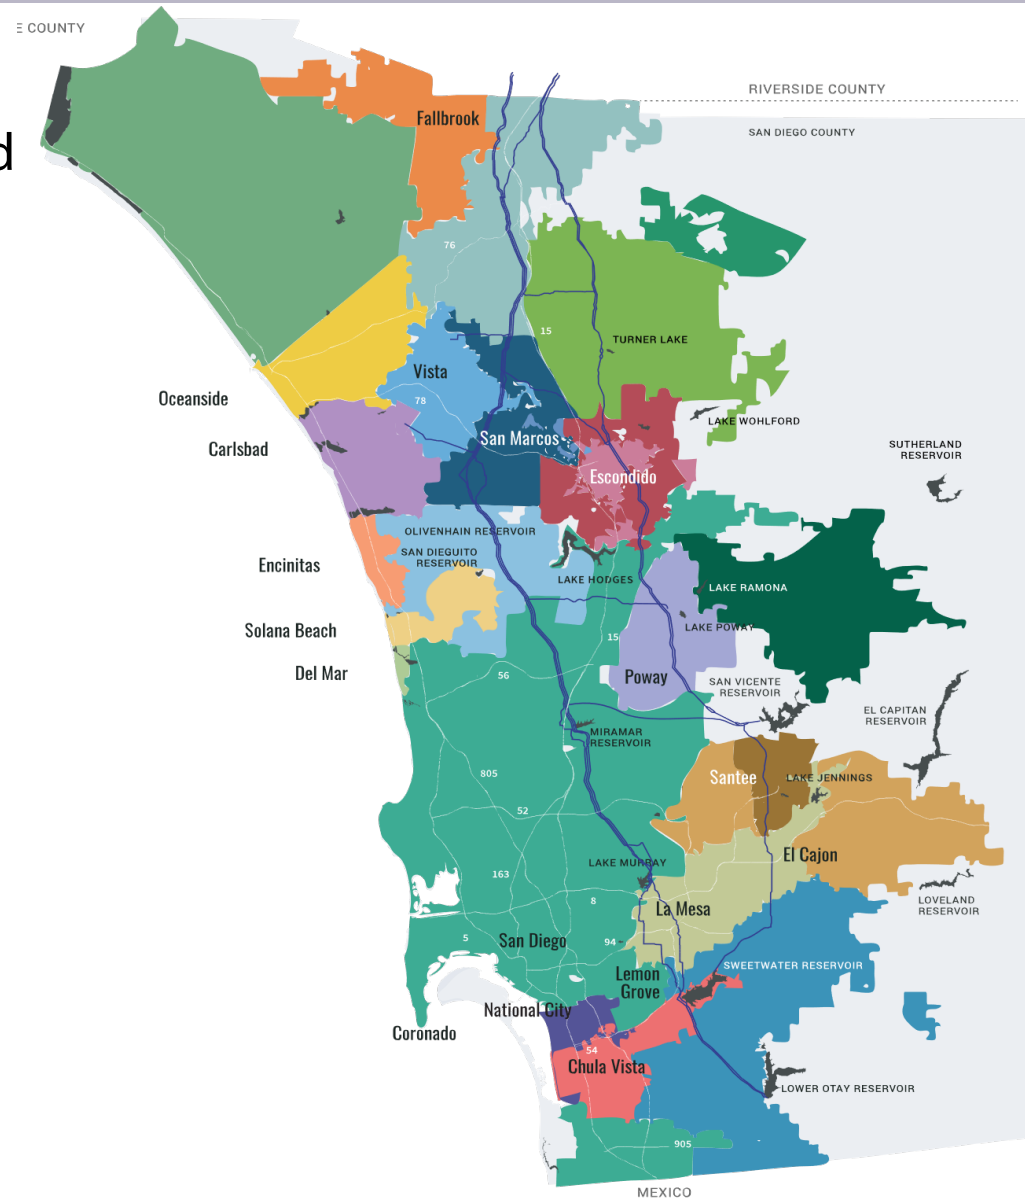 E COUNTY
RIVERSIDE COUNTY
d
Fallbrook
SAN DIEGO COUNTY
76
15
TURNER LAKE
Vista
Oceanside
78
LAKE WOHLFORD
San Marcos
Carlsbad
SUTHERLAND
RESERVOIR
Escondido
OLIVENHAIN RESERVOIR
SAN DIEGUITO
RESERVOIR
Encinitas
LAKE HODGES
LAKE RAMONA
Solana Beach
LAKE POWAY
15
Del Mar
56
Poway
SAN VICENTE
RESERVOIR
EL CAPITAN
RESERVOIR
MIRAMAR
RESERVOIR
805
Santee
LAKE JENNINGS
52
El Cajon
LAKE MURRAY
163
8
La Mesa
LOVELAND
RESERVOIR
5
San Diego
94
SWEETWATER RESERVOIR
Lemon
Grove
National City
Coronado
54
Chula Vista
LOWER OTAY RESERVOIR
905
MEXICO